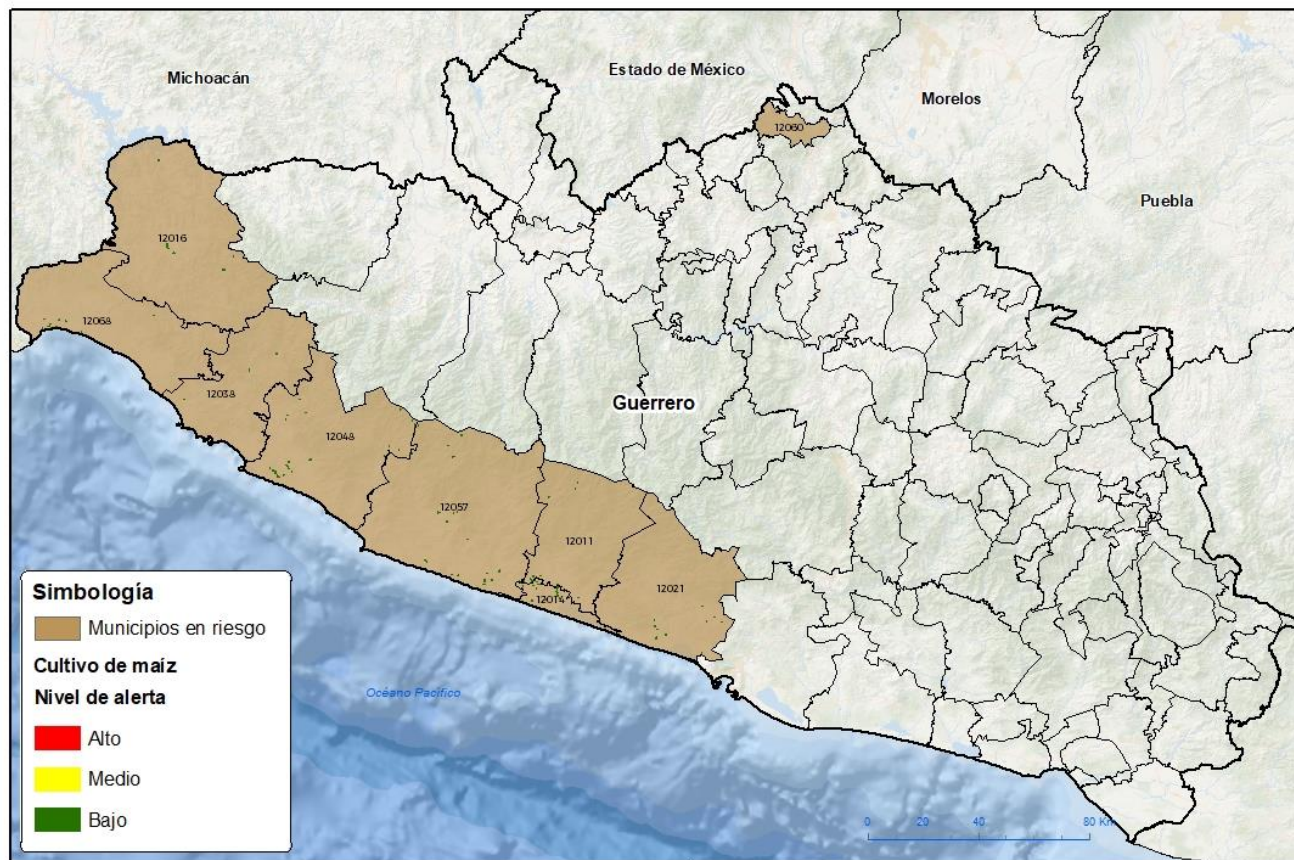 Michoacán
Estado de México
Morelos
12060
Puebla
12016
12068
12038
Guerrero
12048
12057
12011
12021
12014
Simbología
Municipios en riesgo
Cultivo de maíz
Nivel de alerta
Alto
Medio
Bajo
Océano Pacífico
0 20 40 80 Km